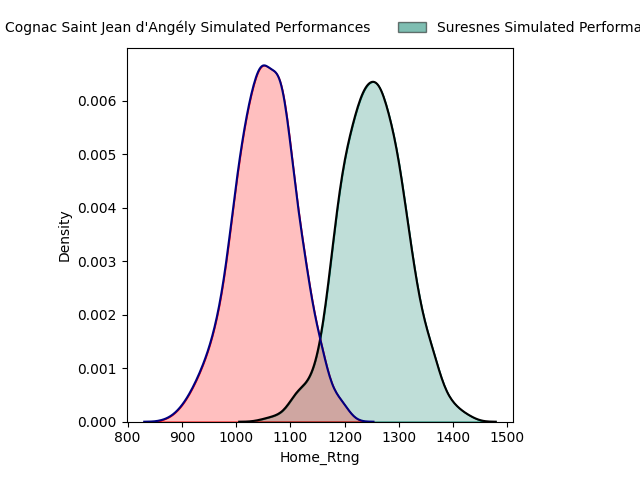 Cognac Saint Jean d'Angély Simulated Performances
Suresnes Simulated
0.006
0.005
0.004
0.003
0.002
0.001
0.000
Density
800 900 1000 1100 1200 1300 1400 1500
Home_Rtng